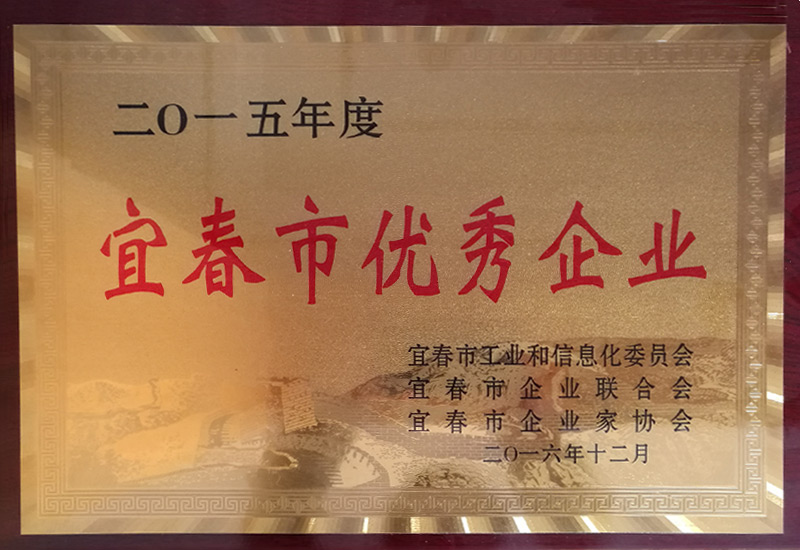 二〇一五年度
宜春市优秀企业
宜春市工业和信息化委员会
宜春市企业联合会
宜春市企业家协会
二〇一六年十二月